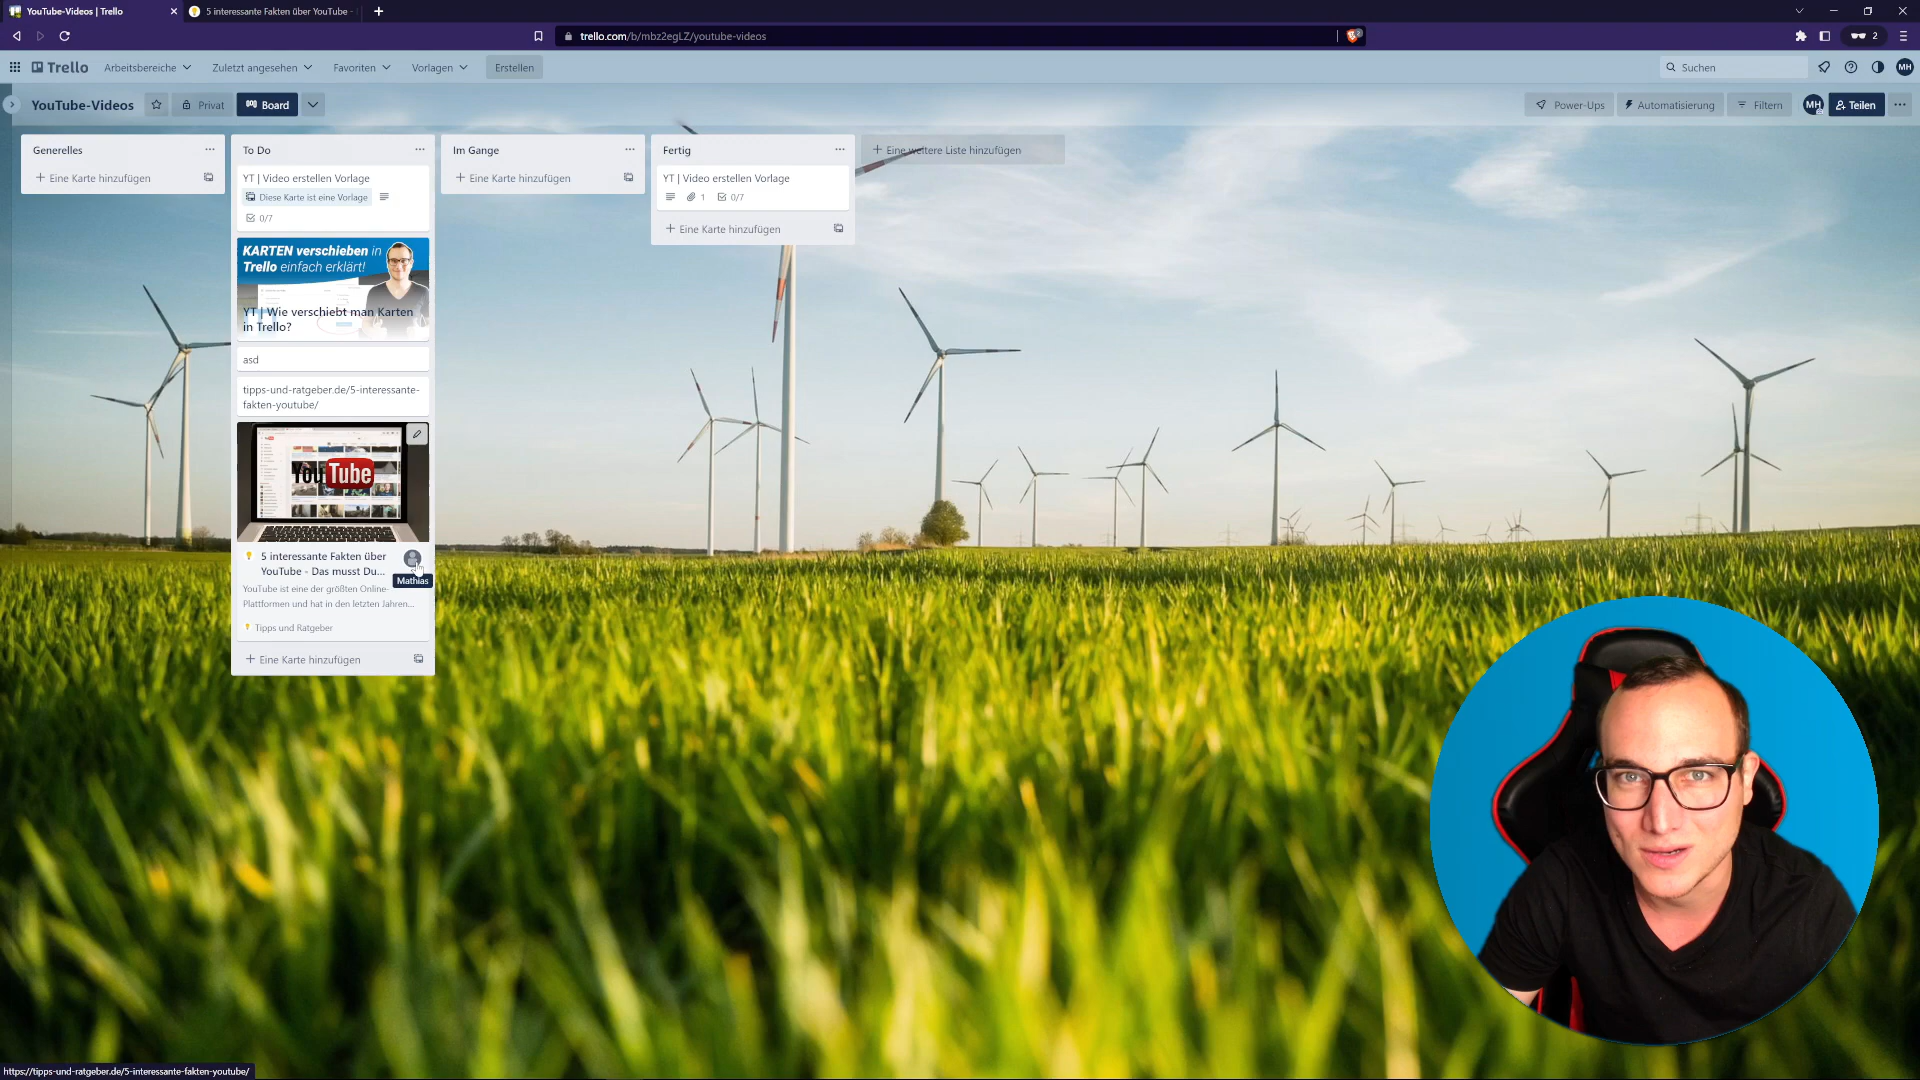 YouTube-Videos | Trello
5 interessante Fakten über YouTube -
trello.com/b/mbz2egLZ/youtube-videos
2
2
Trello
Arbeitsbereiche
Zuletzt angesehen
Favoriten
Vorlagen
Erstellen
Suchen
MH
YouTube-Videos
Privat
Board
Power-Ups
Automatisierung
Filtern
MH
Teilen
Generelles
Eine Karte hinzufügen
To Do
YT | Video erstellen Vorlage
Diese Karte ist eine Vorlage
0/7
KARTEN verschieben in
Trello einfach erklärt!
YT | Wie verschiebt man Karten
in Trello?
asd
tipps-und-ratgeber.de/5-interessante-
fakten-youtube/
YouTube
5 interessante Fakten über
YouTube - Das musst Du...
Mathias
YouTube ist eine der größten Online-
Plattformen und hat in den letzten Jahren...
Tipps und Ratgeber
Eine Karte hinzufügen
Im Gange
Eine Karte hinzufügen
Fertig
YT | Video erstellen Vorlage
1
0/7
Eine Karte hinzufügen
Eine weitere Liste hinzufügen
https://tipps-und-ratgeber.de/5-interessante-fakten-youtube/